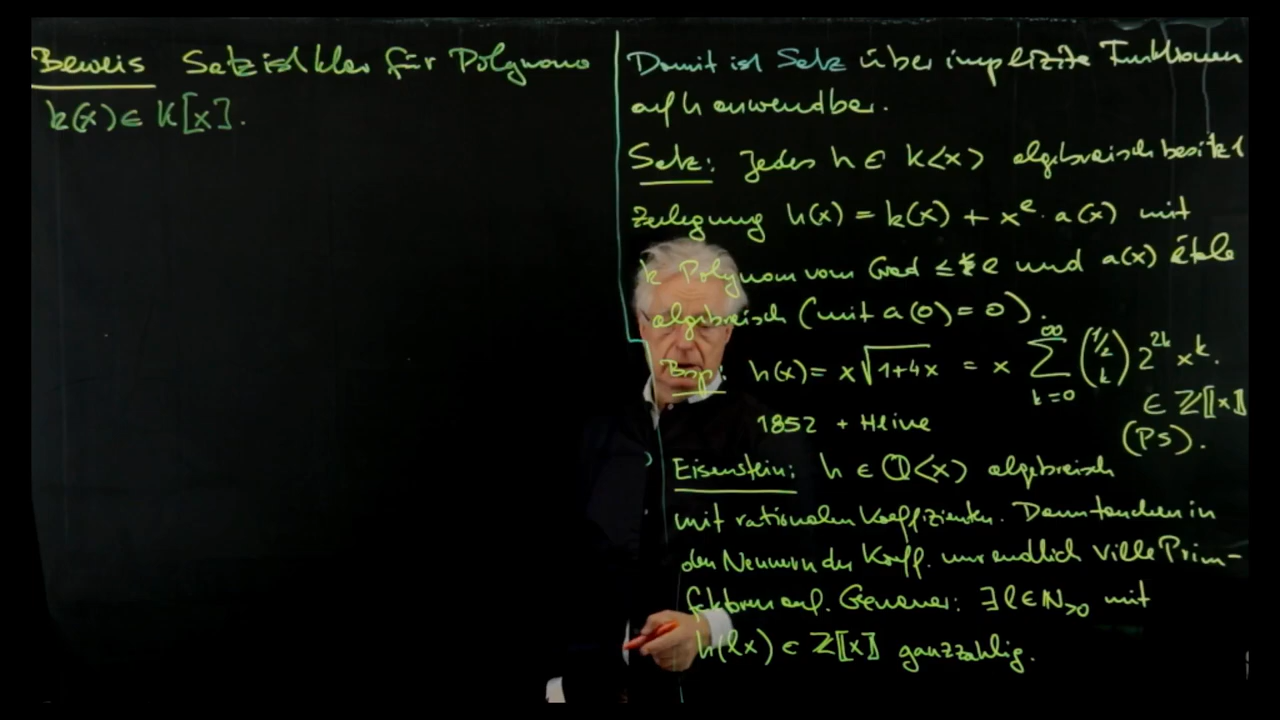 Beweis Satz ist klar für Polynome
k(x) ∈ K[x].
Damit ist Satz über implizite Funktionen
auf h anwendbar.
Satz: Jedes h ∈ K<x> algebraisch besitzt
Zerlegung h(x) = k(x) + x^e · a(x) mit
k Polynom vom Grad ≤ e und a(x) étale
algebraisch (mit a(0) = 0).
Bsp: h(x) = x√(1+4x) = x ∑_{k=0}^{∞} (1/2 über k) 2^{2k} x^k.
∈ ℤ[[x]]
1852 + Heine
(PS).
Eisenstein: h ∈ ℚ<x> algebraisch
mit rationalen Koeffizienten. Dann tauchen in
den Nennern der Koeff. nur endlich viele Prim-
faktoren auf. Genauer: ∃ l ∈ ℕ_{>0} mit
h(lx) ⊂ ℤ[[x]] ganzzahlig.